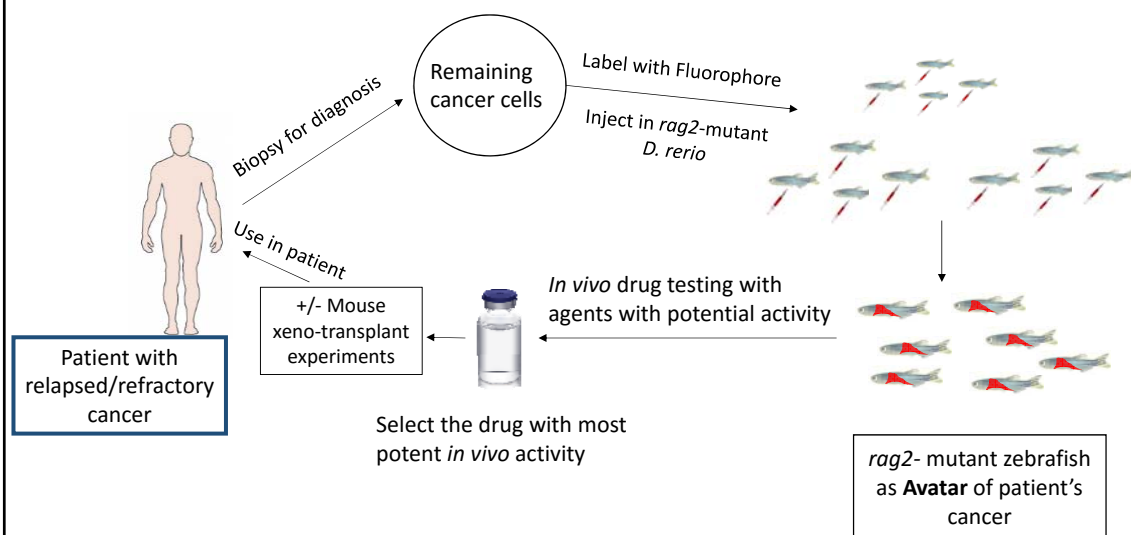 Biopsy for diagnosis
Remaining
cancer cells
Label with Fluorophore
Inject in rag2-mutant
D. rerio
Use in patient
+/- Mouse
xeno-transplant
experiments
In vivo drug testing with
agents with potential activity
Patient with
relapsed/refractory
cancer
Select the drug with most
potent in vivo activity
rag2- mutant zebrafish
as Avatar of patient's
cancer